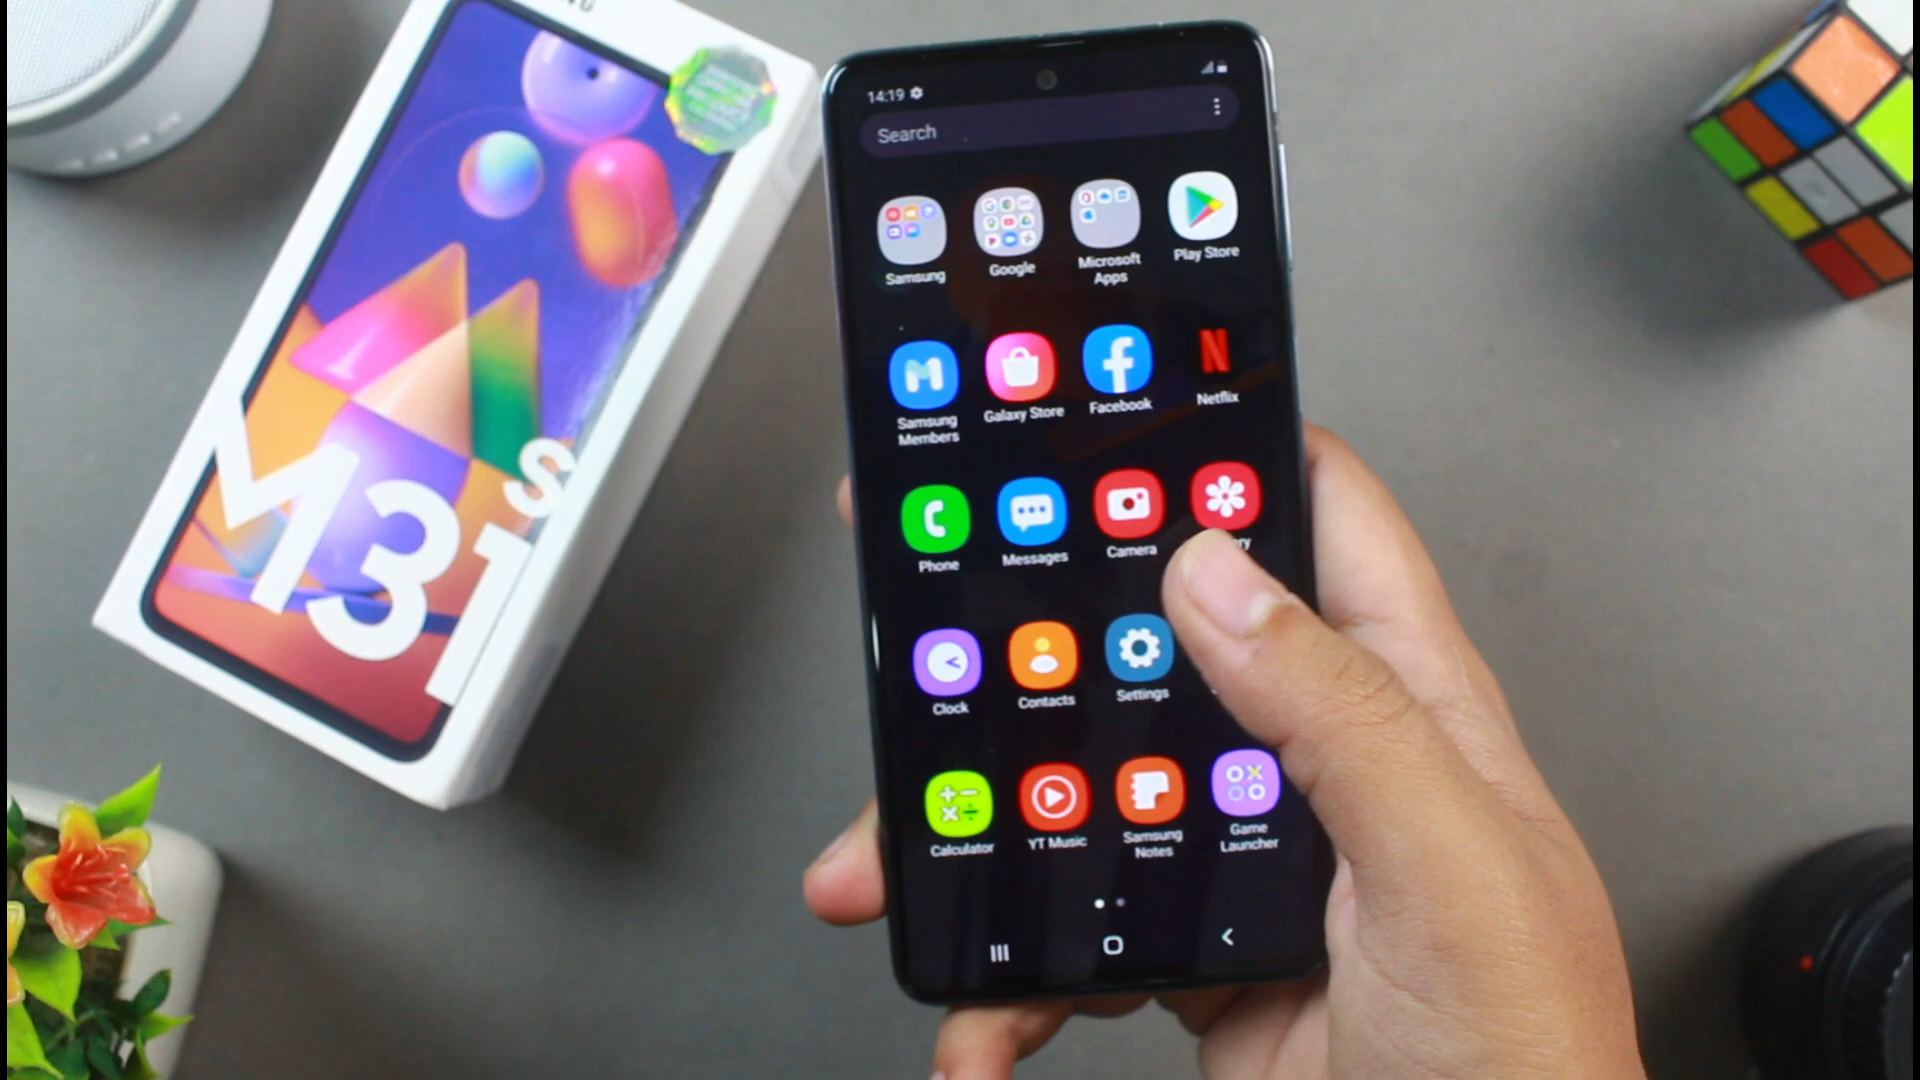 M31s
14:19
Search
Samsung
Google
Microsoft
Apps
Play Store
Samsung
Members
Galaxy Store
Facebook
N
Netflix
Phone
Messages
Camera
ry
Clock
Contacts
Settings
Calculator
YT Music
Samsung
Notes
Game
Launcher